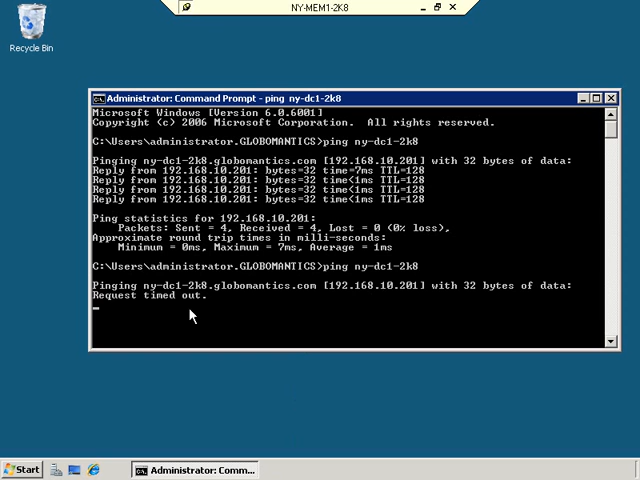 NY-MEM1-2K8
Recycle Bin
Administrator: Command Prompt - ping  ny-dc1-2k8
Microsoft Windows [Version 6.0.6001]
Copyright (c) 2006 Microsoft Corporation.  All rights reserved.
C:\Users\administrator.GLOBOMANTICS>ping ny-dc1-2k8
Pinging ny-dc1-2k8.globomantics.com [192.168.10.201] with 32 bytes of data:
Reply from 192.168.10.201: bytes=32 time=7ms TTL=128
Reply from 192.168.10.201: bytes=32 time<1ms TTL=128
Reply from 192.168.10.201: bytes=32 time<1ms TTL=128
Reply from 192.168.10.201: bytes=32 time<1ms TTL=128
Ping statistics for 192.168.10.201:
Packets: Sent = 4, Received = 4, Lost = 0 (0% loss),
Approximate round trip times in milli-seconds:
Minimum = 0ms, Maximum = 7ms, Average = 1ms
C:\Users\administrator.GLOBOMANTICS>ping ny-dc1-2k8
Pinging ny-dc1-2k8.globomantics.com [192.168.10.201] with 32 bytes of data:
Request timed out.
Start
Administrator: Comm...